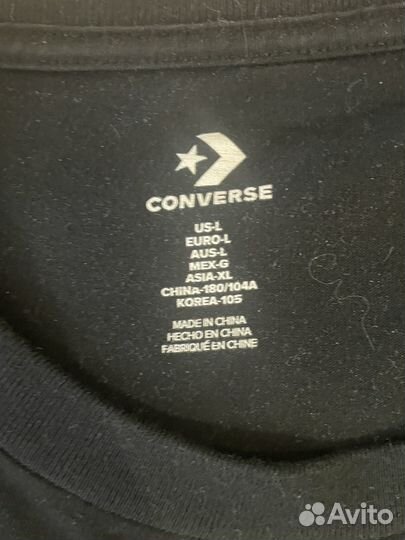 CONVERSE
US-L
EURO-L
AUS-L
MEX-G
ASIA-XL
CHINA-180/104A
KOREA-105
MADE IN CHINA
HECHO EN CHINA
FABRIQUÉ EN CHINE
Avito